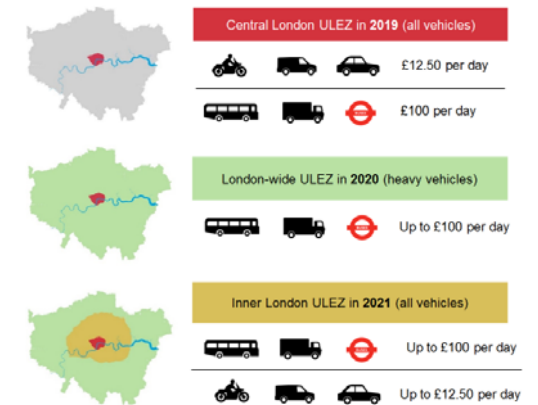 Central London ULEZ in 2019 (all vehicles)
£12.50 per day
£100 per day
London-wide ULEZ in 2020 (heavy vehicles)
Up to £100 per day
Inner London ULEZ in 2021 (all vehicles)
Up to £100 per day
Up to £12.50 per day